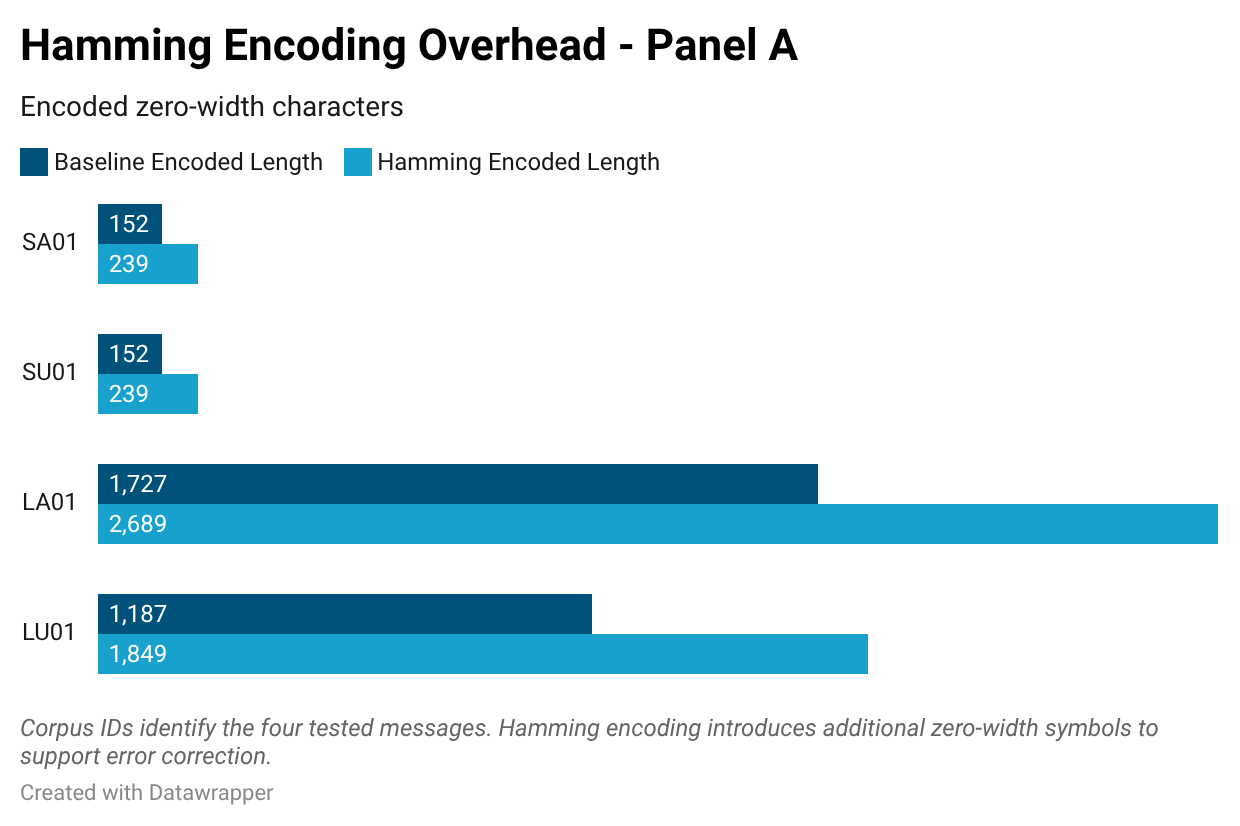 Hamming Encoding Overhead - Panel A
Encoded zero-width characters
Baseline Encoded Length Hamming Encoded Length
SA01
152
239
SU01
152
239
LA01
1,727
2,689
LU01
1,187
1,849
Corpus IDs identify the four tested messages. Hamming encoding introduces additional zero-width symbols to
support error correction.
Created with Datawrapper